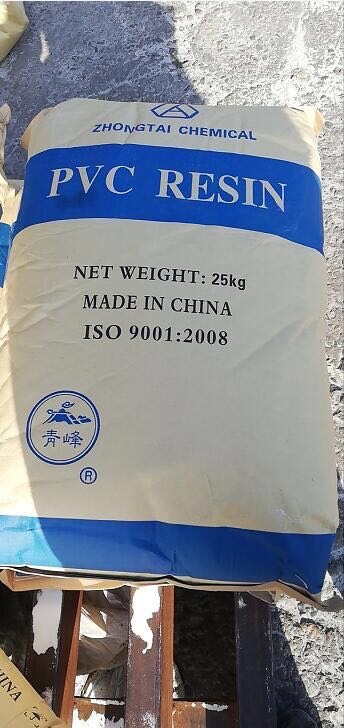 ZHONGTAI CHEMICAL
PVC RESIN
NET WEIGHT: 25kg
MADE IN CHINA
ISO 9001:2008
青峰
®